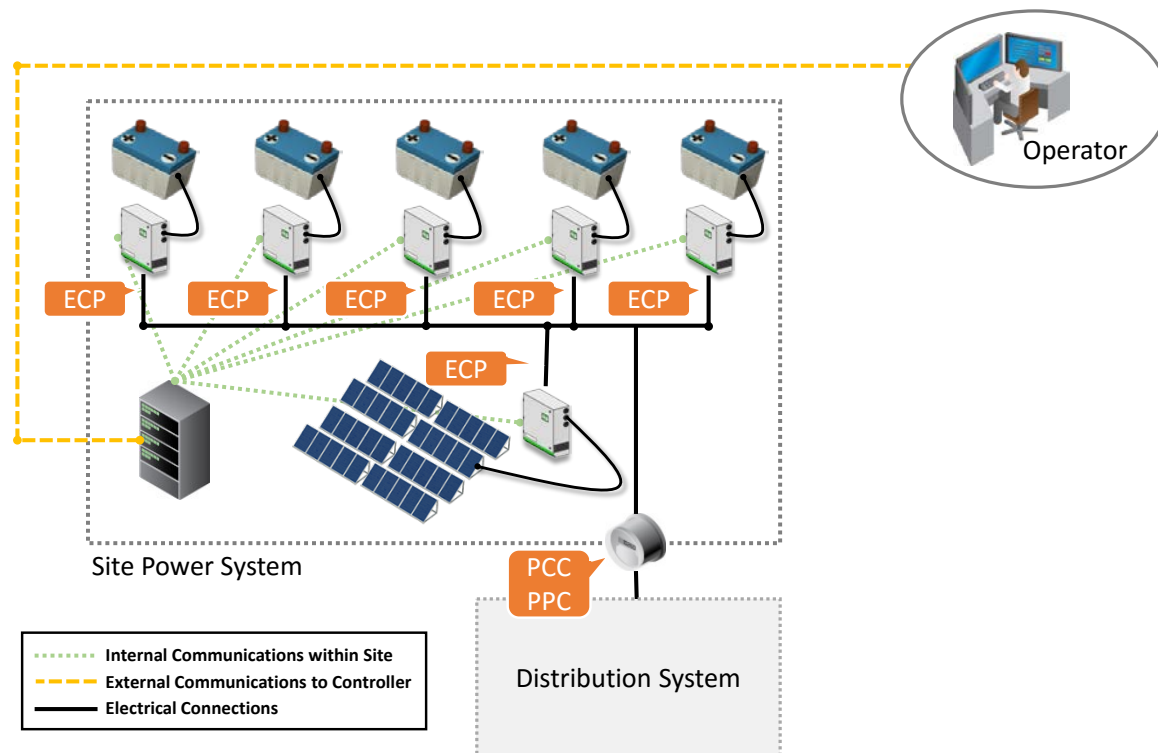 Operator
ECP
ECP
ECP
ECP
ECP
ECP
Site Power System
PCC
PPC
Internal Communications within Site
External Communications to Controller
Electrical Connections
Distribution System